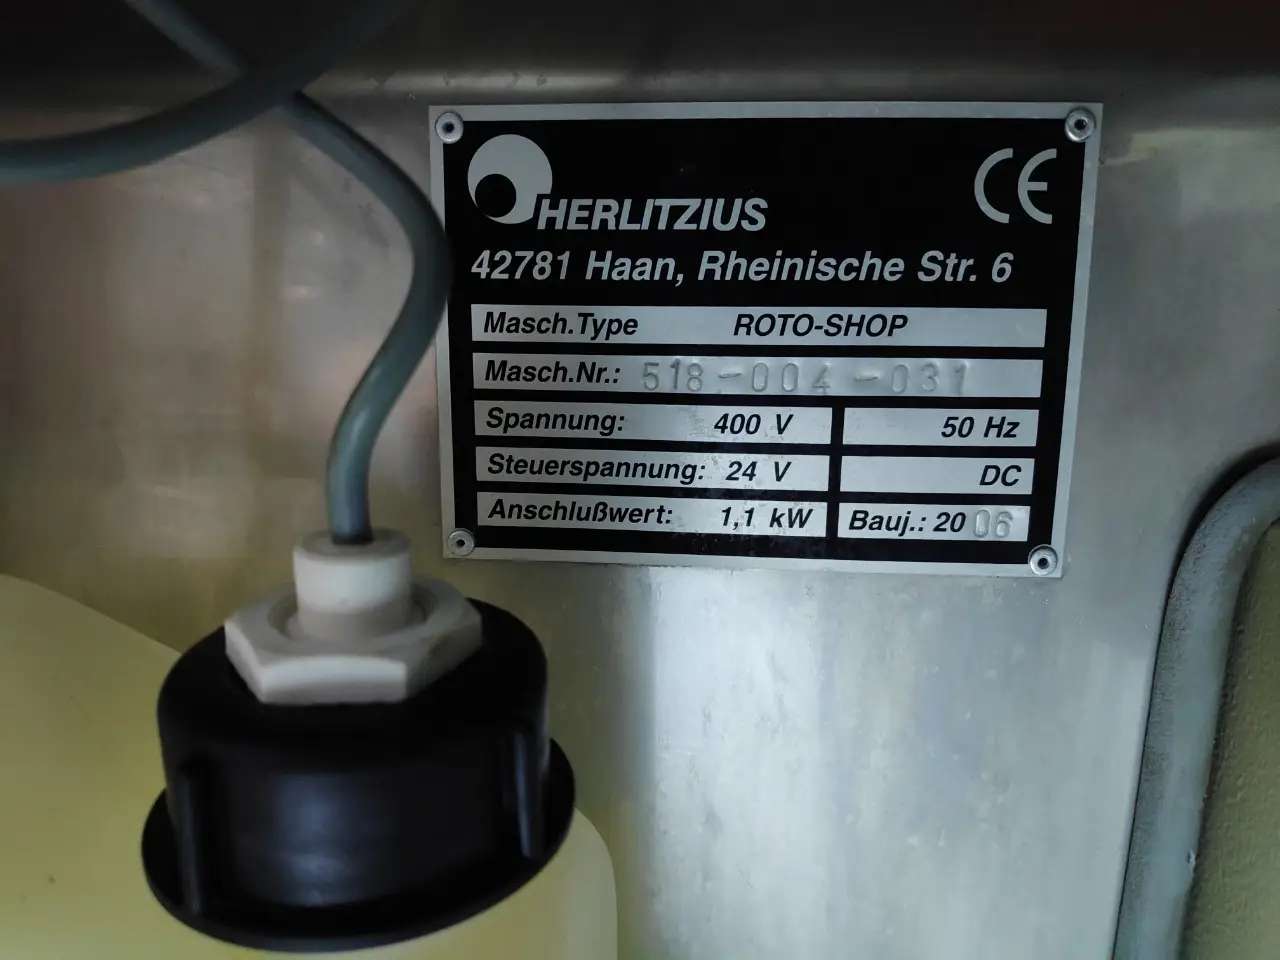 HERLITZIUS
CE
42781 Haan, Rheinische Str. 6
Masch.Type ROTO-SHOP
Masch.Nr.: 518-004-031
Spannung: 400 V 50 Hz
Steuerspannung: 24 V DC
Anschlußwert: 1,1 kW Bauj.: 2006